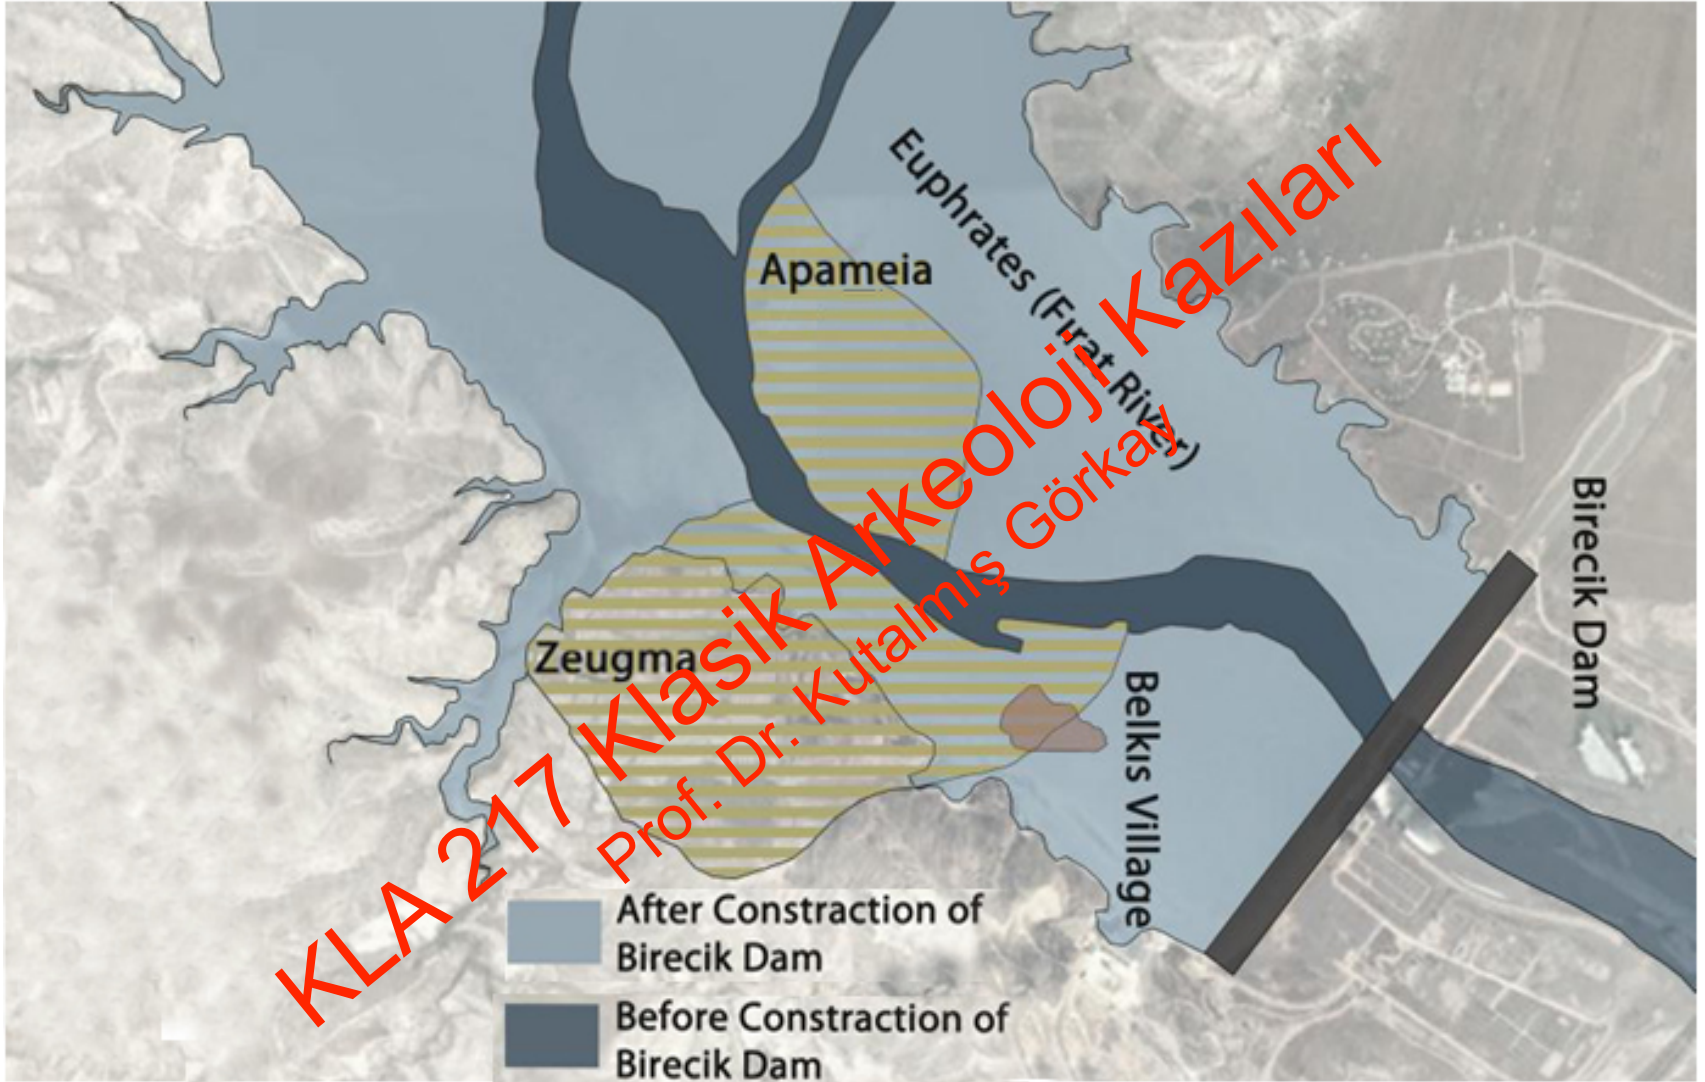 Euphrates (Fırat River)
Apameia
Birecik Dam
Zeugma
Belkıs Village
KLA 217 Klasik Arkeoloji Kazıları
Prof. Dr. Kutalmış Görkay
After Constraction of
Birecik Dam
Before Constraction of
Birecik Dam